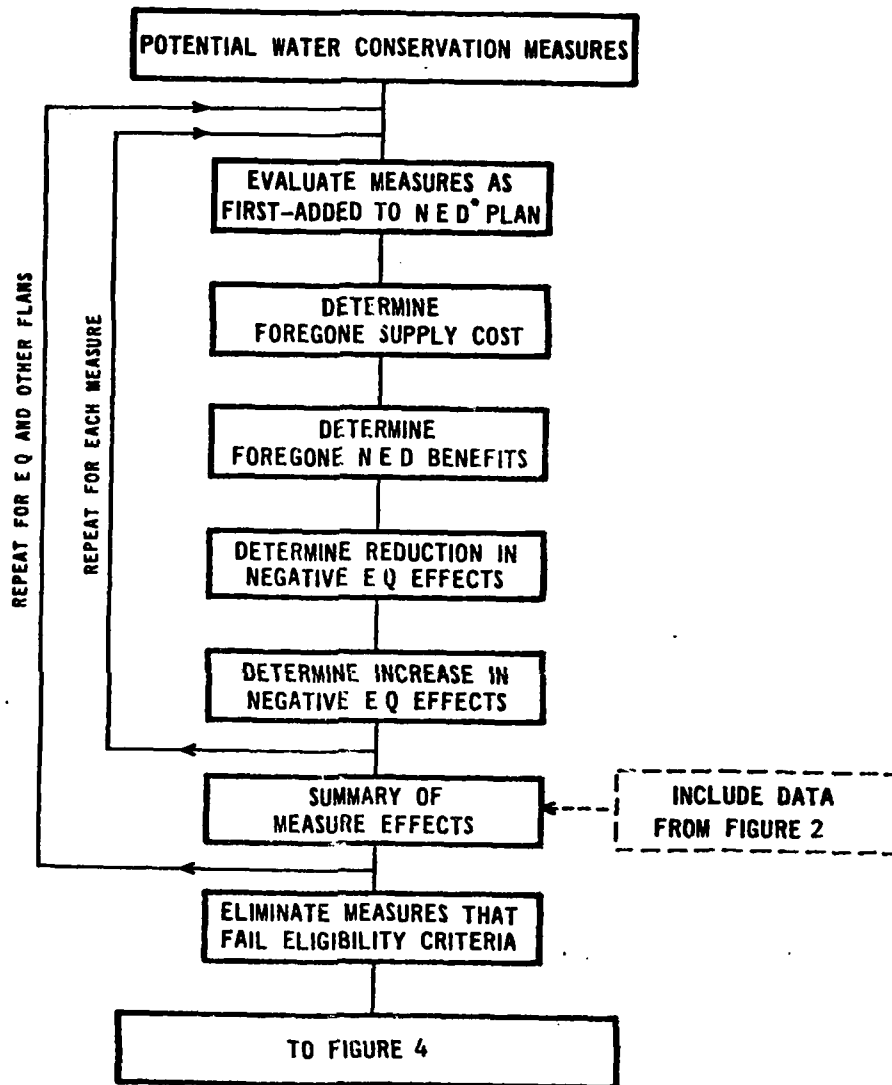 POTENTIAL WATER CONSERVATION MEASURES
EVALUATE MEASURES AS
FIRST-ADDED TO N E D* PLAN
DETERMINE
FOREGONE SUPPLY COST
DETERMINE
FOREGONE N E D BENEFITS
DETERMINE REDUCTION IN
NEGATIVE E Q EFFECTS
DETERMINE INCREASE IN
NEGATIVE E Q EFFECTS
REPEAT FOR EACH MEASURE
SUMMARY OF
MEASURE EFFECTS
INCLUDE DATA
FROM FIGURE 2
REPEAT FOR E Q AND OTHER PLANS
ELIMINATE MEASURES THAT
FAIL ELIGIBILITY CRITERIA
TO FIGURE 4